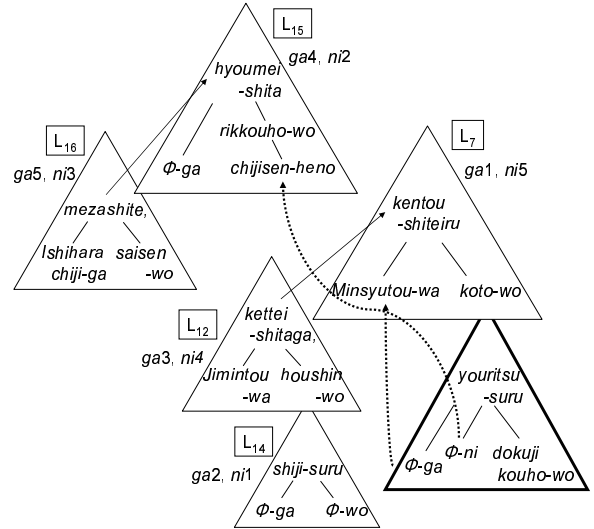 L15
ga4, ni2
hyoumei
-shita
rikkouho-wo
Φ-ga
chijisen-heno
L16
ga5, ni3
mezashite,
Ishihara
chiji-ga
saisen
-wo
L7
ga1, ni5
kentou
-shiteiru
Minsyutou-wa
koto-wo
L12
ga3, ni4
kettei
-shitaga,
Jimintou
-wa
houshin
-wo
L14
ga2, ni1
shiji-suru
Φ-ga
Φ-wo
youritsu
-suru
Φ-ga
Φ-ni
dokuji
kouho-wo